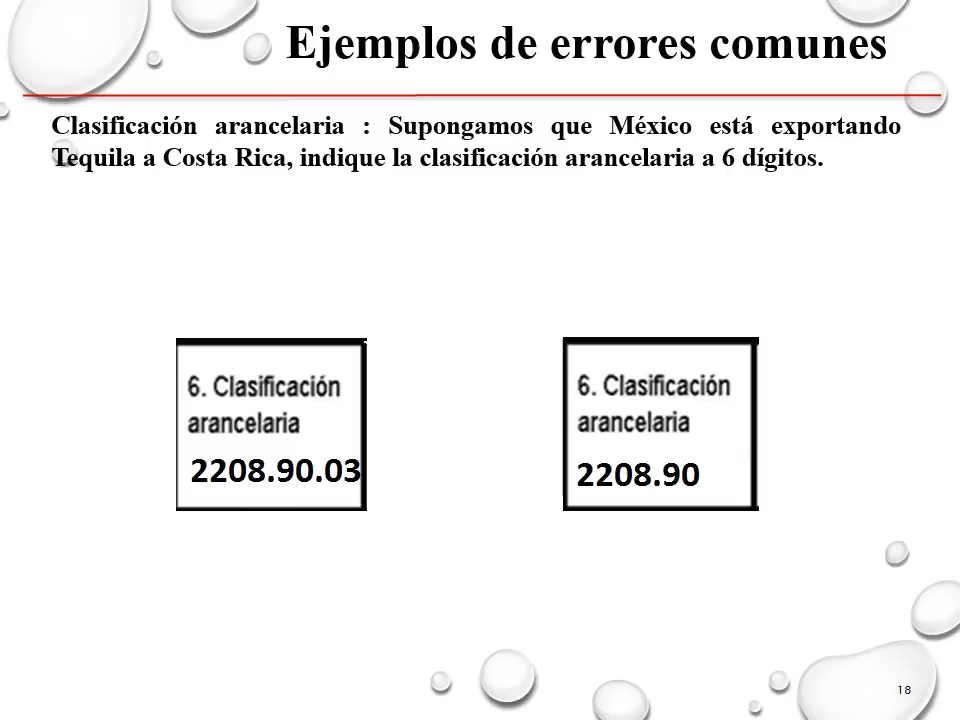 Ejemplos de errores comunes
Clasificación arancelaria : Supongamos que México está exportando
Tequila a Costa Rica, indique la clasificación arancelaria a 6 dígitos.
6. Clasificación
arancelaria
2208.90.03
6. Clasificación
arancelaria
2208.90
18